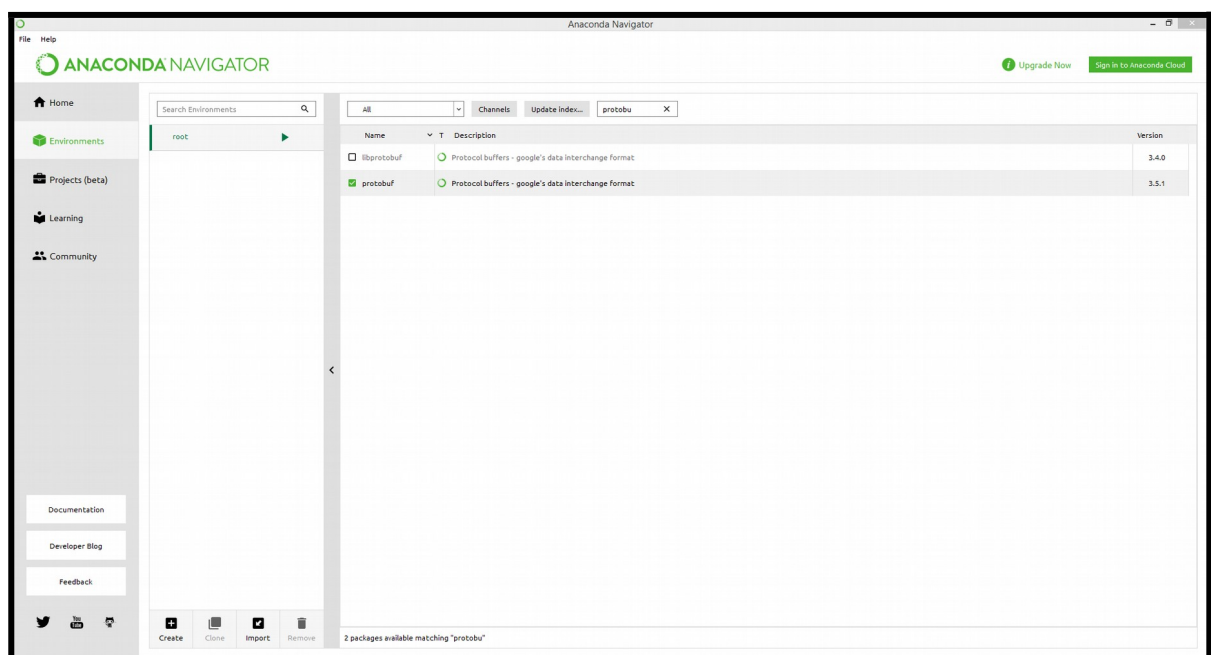 Anaconda Navigator
File Help
ANACONDA NAVIGATOR
Upgrade Now
Sign in to Anaconda Cloud
Home
Environments
Projects (beta)
Learning
Community
Documentation
Developer Blog
Feedback
You Tube
Search Environments
root
Create Clone Import Remove
All Channels Update index... protobu X
Name T Description Version
libprotobuf Protocol buffers - google's data interchange format 3.4.0
protobuf Protocol buffers - google's data interchange format 3.5.1
2 packages available matching "protobu"